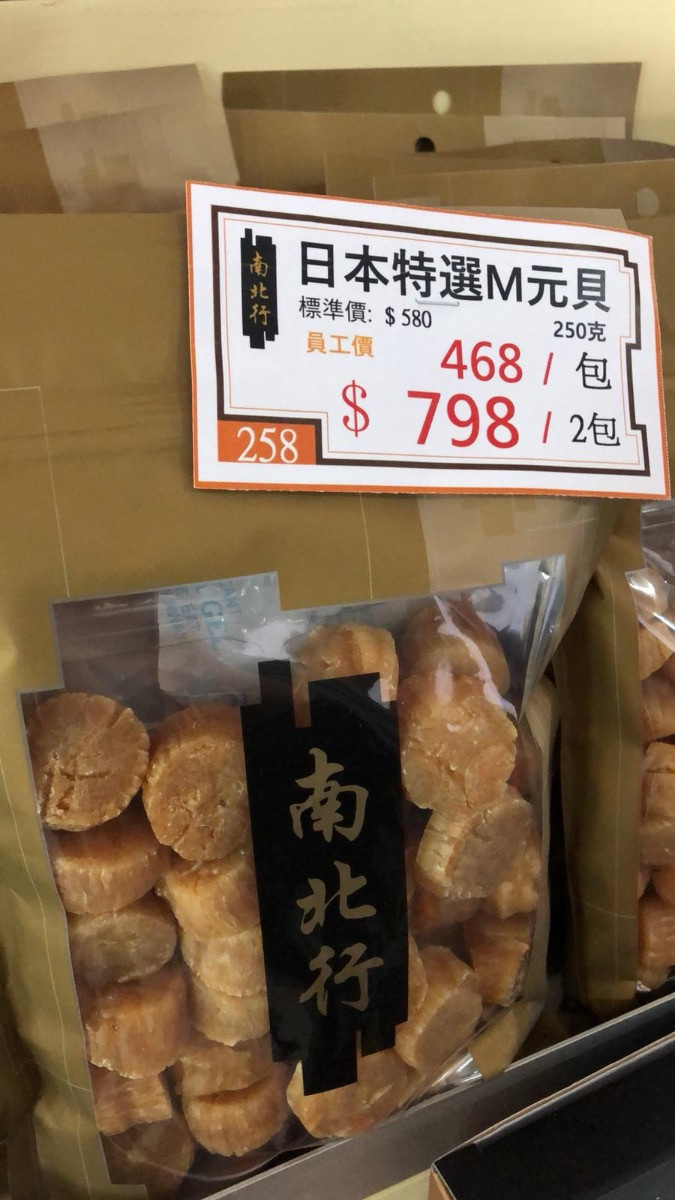 南北行
日本特選M元貝
標準價: $580
250克
員工價
468 / 包
$ 798 / 2包
258
南北行